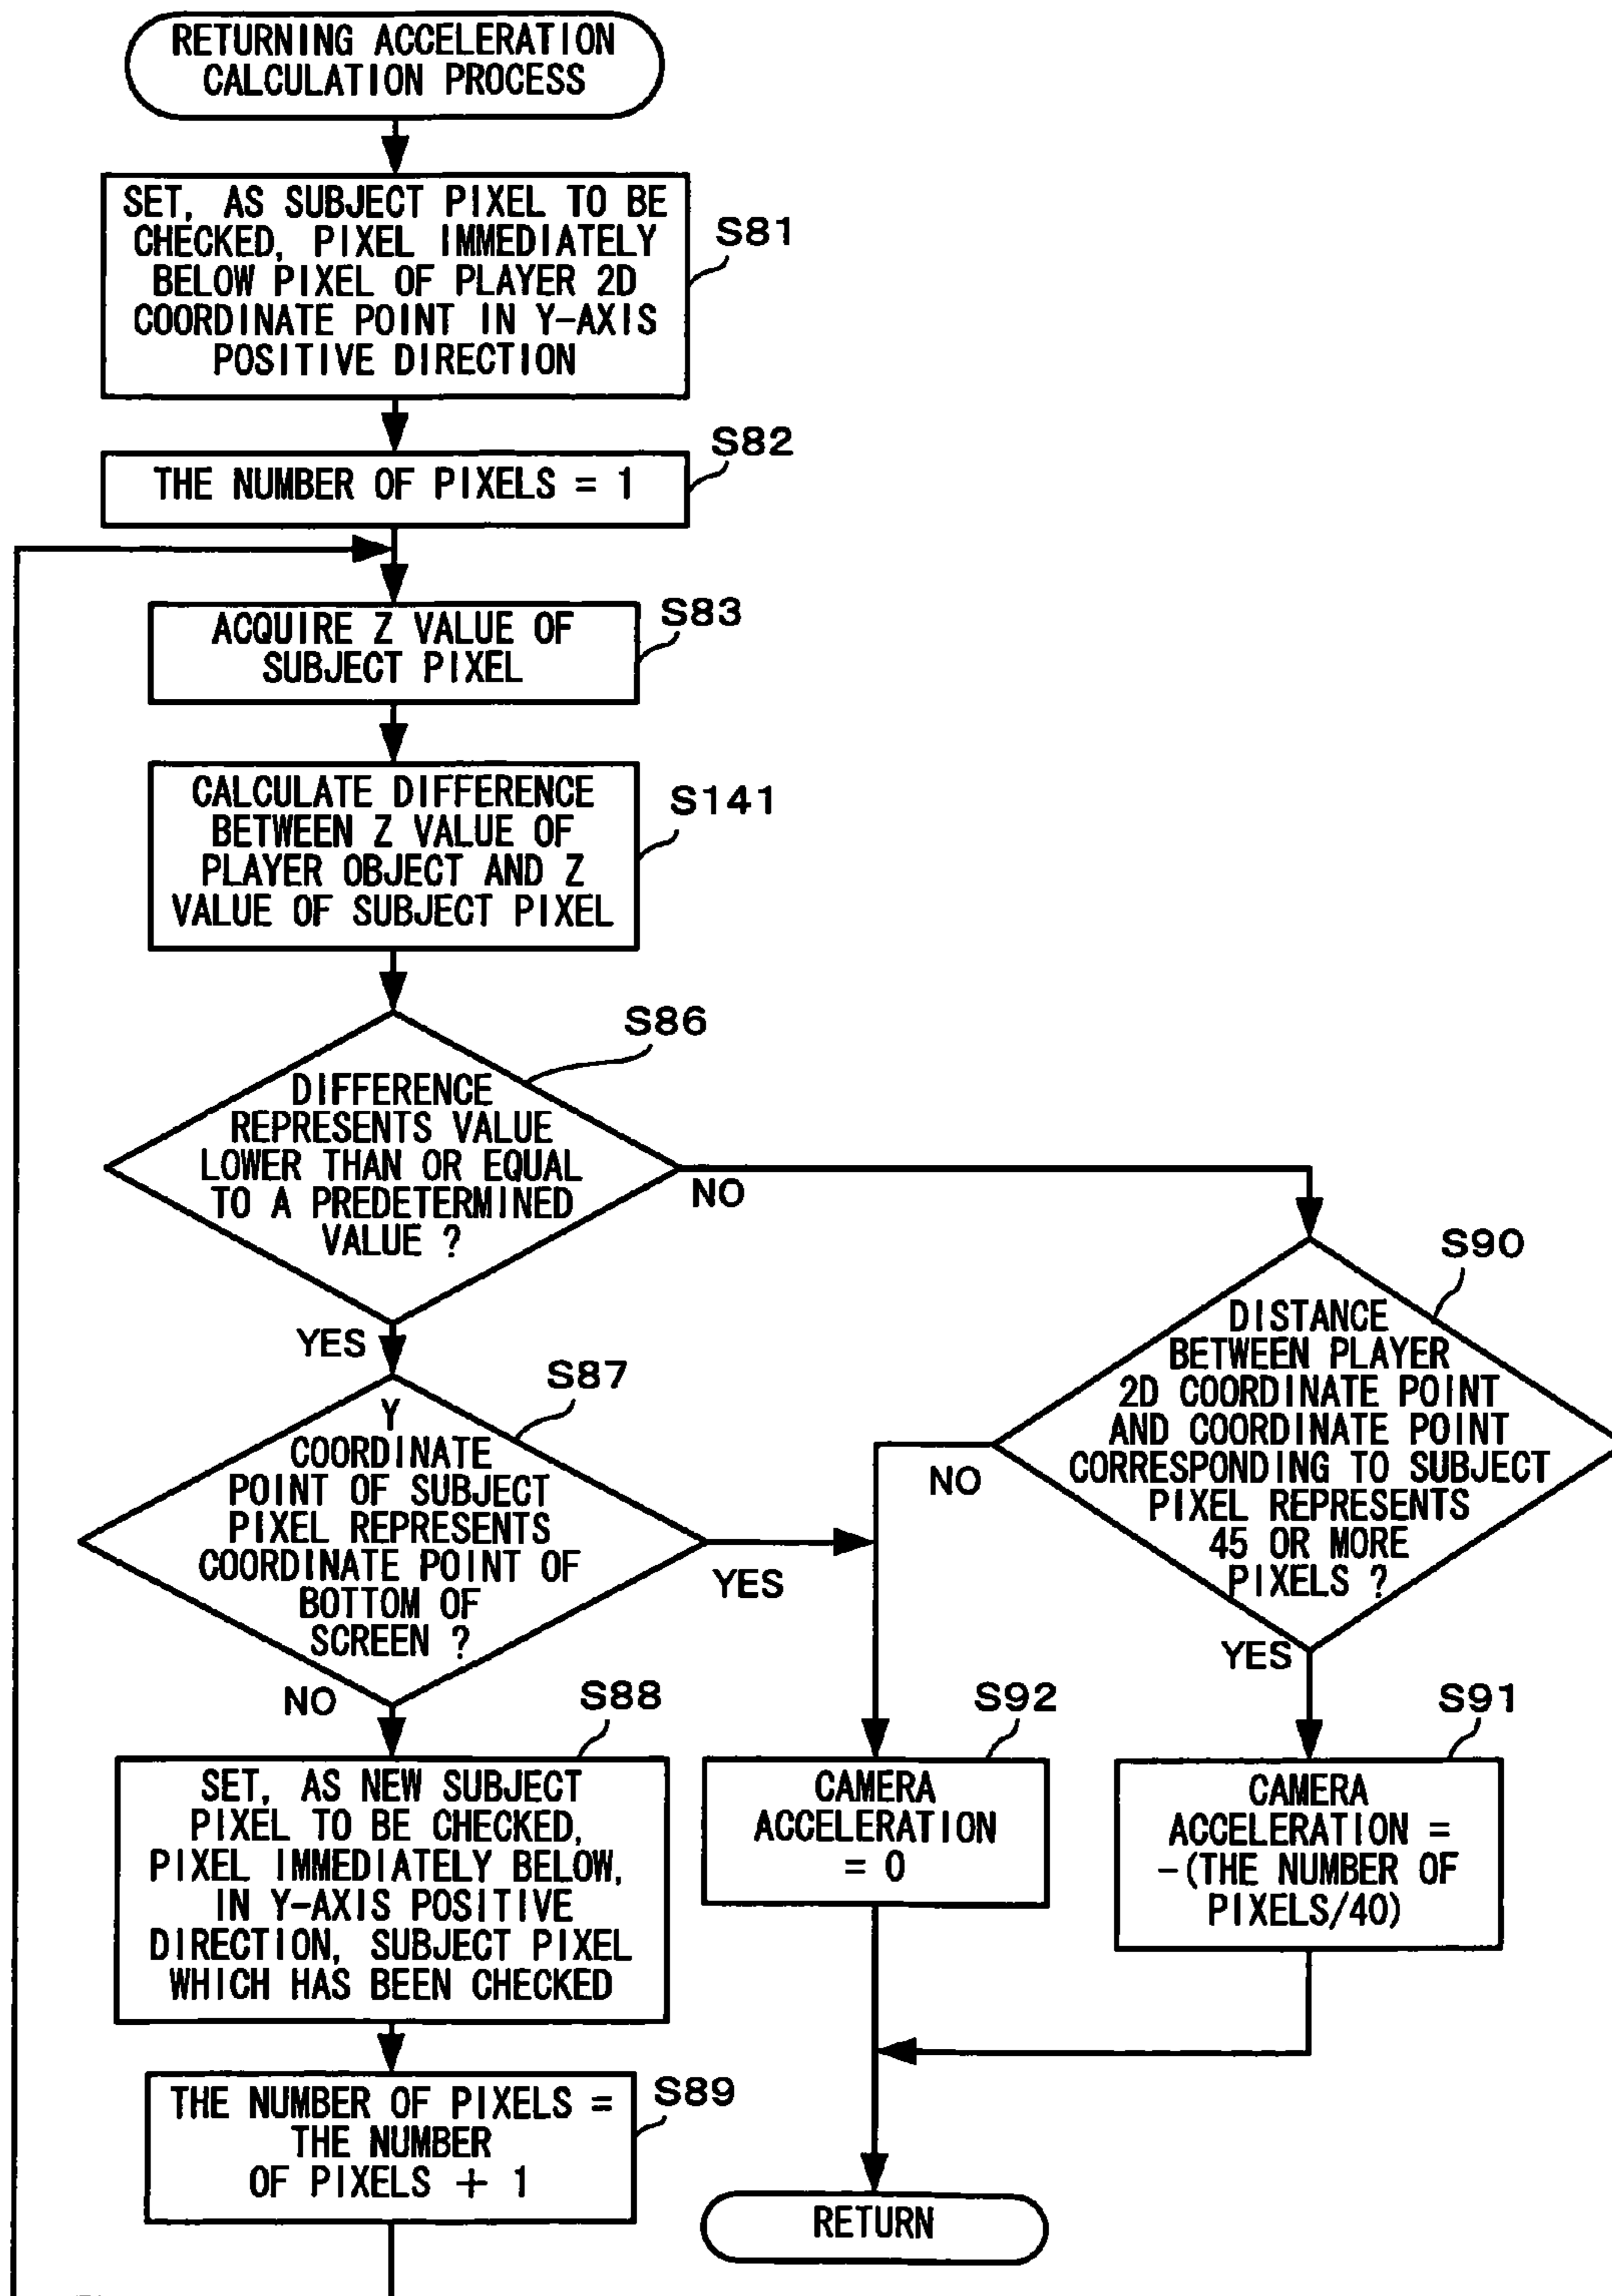 RETURNING ACCELERATION
CALCULATION PROCESS
SET, AS SUBJECT PIXEL TO BE
CHECKED, PIXEL IMMEDIATELY
BELOW PIXEL OF PLAYER 2D
COORDINATE POINT IN Y-AXIS
POSITIVE DIRECTION
S81
THE NUMBER OF PIXELS = 1
S82
ACQUIRE Z VALUE OF
SUBJECT PIXEL
S83
CALCULATE DIFFERENCE
BETWEEN Z VALUE OF
PLAYER OBJECT AND Z
VALUE OF SUBJECT PIXEL
S141
DIFFERENCE
REPRESENTS VALUE
LOWER THAN OR EQUAL
TO A PREDETERMINED
VALUE ?
S86
NO
YES
Y
COORDINATE
POINT OF SUBJECT
PIXEL REPRESENTS
COORDINATE POINT OF
BOTTOM OF
SCREEN ?
S87
YES
NO
DISTANCE
BETWEEN PLAYER
2D COORDINATE POINT
AND COORDINATE POINT
CORRESPONDING TO SUBJECT
PIXEL REPRESENTS
45 OR MORE
PIXELS ?
S90
NO
YES
SET, AS NEW SUBJECT
PIXEL TO BE CHECKED,
PIXEL IMMEDIATELY BELOW,
IN Y-AXIS POSITIVE
DIRECTION, SUBJECT PIXEL
WHICH HAS BEEN CHECKED
S88
CAMERA
ACCELERATION
= 0
S92
CAMERA
ACCELERATION =
-(THE NUMBER OF
PIXELS/40)
S91
THE NUMBER OF PIXELS =
THE NUMBER
OF PIXELS + 1
S89
RETURN